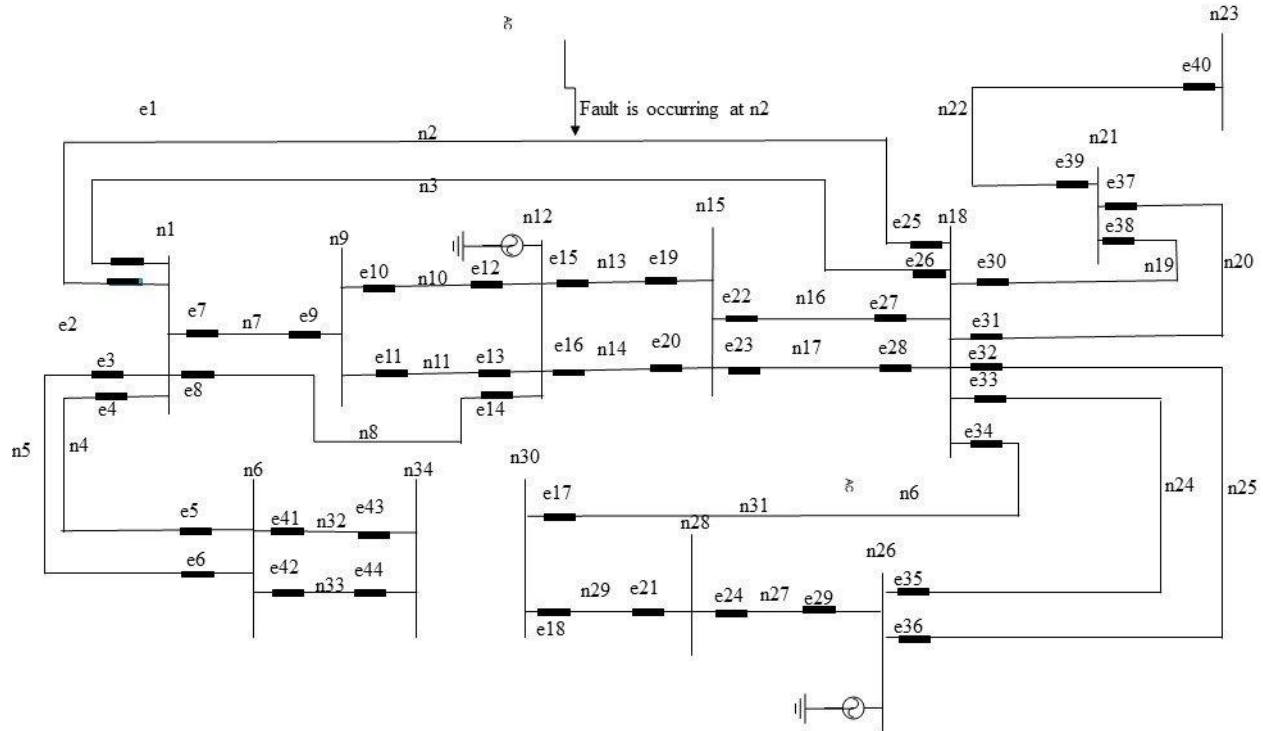 AC
n23
e40
Fault is occurring at n2
n22
e1
n2
n21
e39
e37
n3
n15
e25
n18
e38
n1
n12
n9
e26
n19
n20
e10
n10
e12
e15
n13
e19
e30
e22
n16
e27
e31
e2
e7
n7
e9
e11
n11
e13
e16
n14
e20
e23
n17
e28
e32
e3
e8
e33
e4
e14
e34
n5
n4
n8
n6
n34
n30
AC
n6
n24
n25
e17
n31
e5
e41
n32
e43
n28
n26
e6
e42
n33
e44
n29
e21
e24
n27
e29
e35
e18
e36